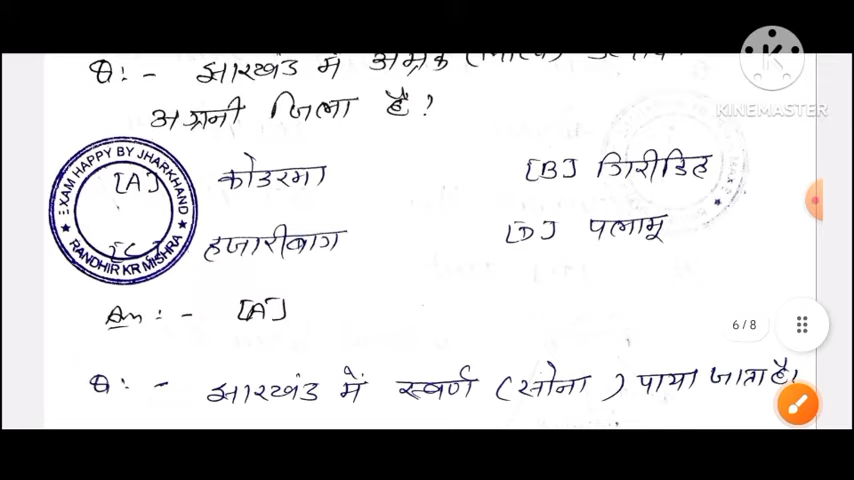 Q: - झारखंड में अभ्रक
अग्रनी जिला है?
[A] कोडरमा [B] गिरीडिह
[C] हजारीबाग [D] पलामू
Ans: - [A]
Q: - झारखंड में स्वर्ण (सोना) पाया जाता है।
EXAM HAPPY BY JHARKHAND
RANDHIR KR MISHRA
KINEMASTER
6/8